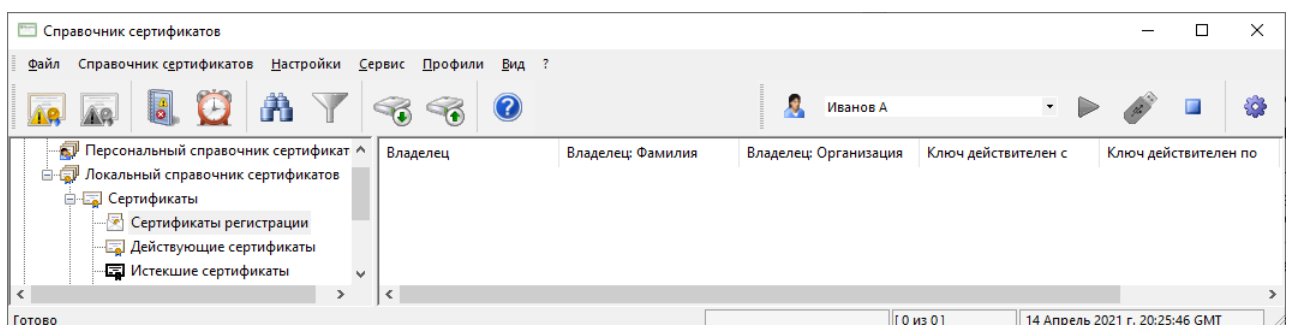 Справочник сертификатов
Файл Справочник сертификатов Настройки Сервис Профили Вид ?
Иванов А
Персональный справочник сертификат
Локальный справочник сертификатов
Сертификаты
Сертификаты регистрации
Действующие сертификаты
Истекшие сертификаты
Владелец Владелец: Фамилия Владелец: Организация Ключ действителен с Ключ действителен по
Готово [ 0 из 0 ] 14 Апрель 2021 г. 20:25:46 GMT